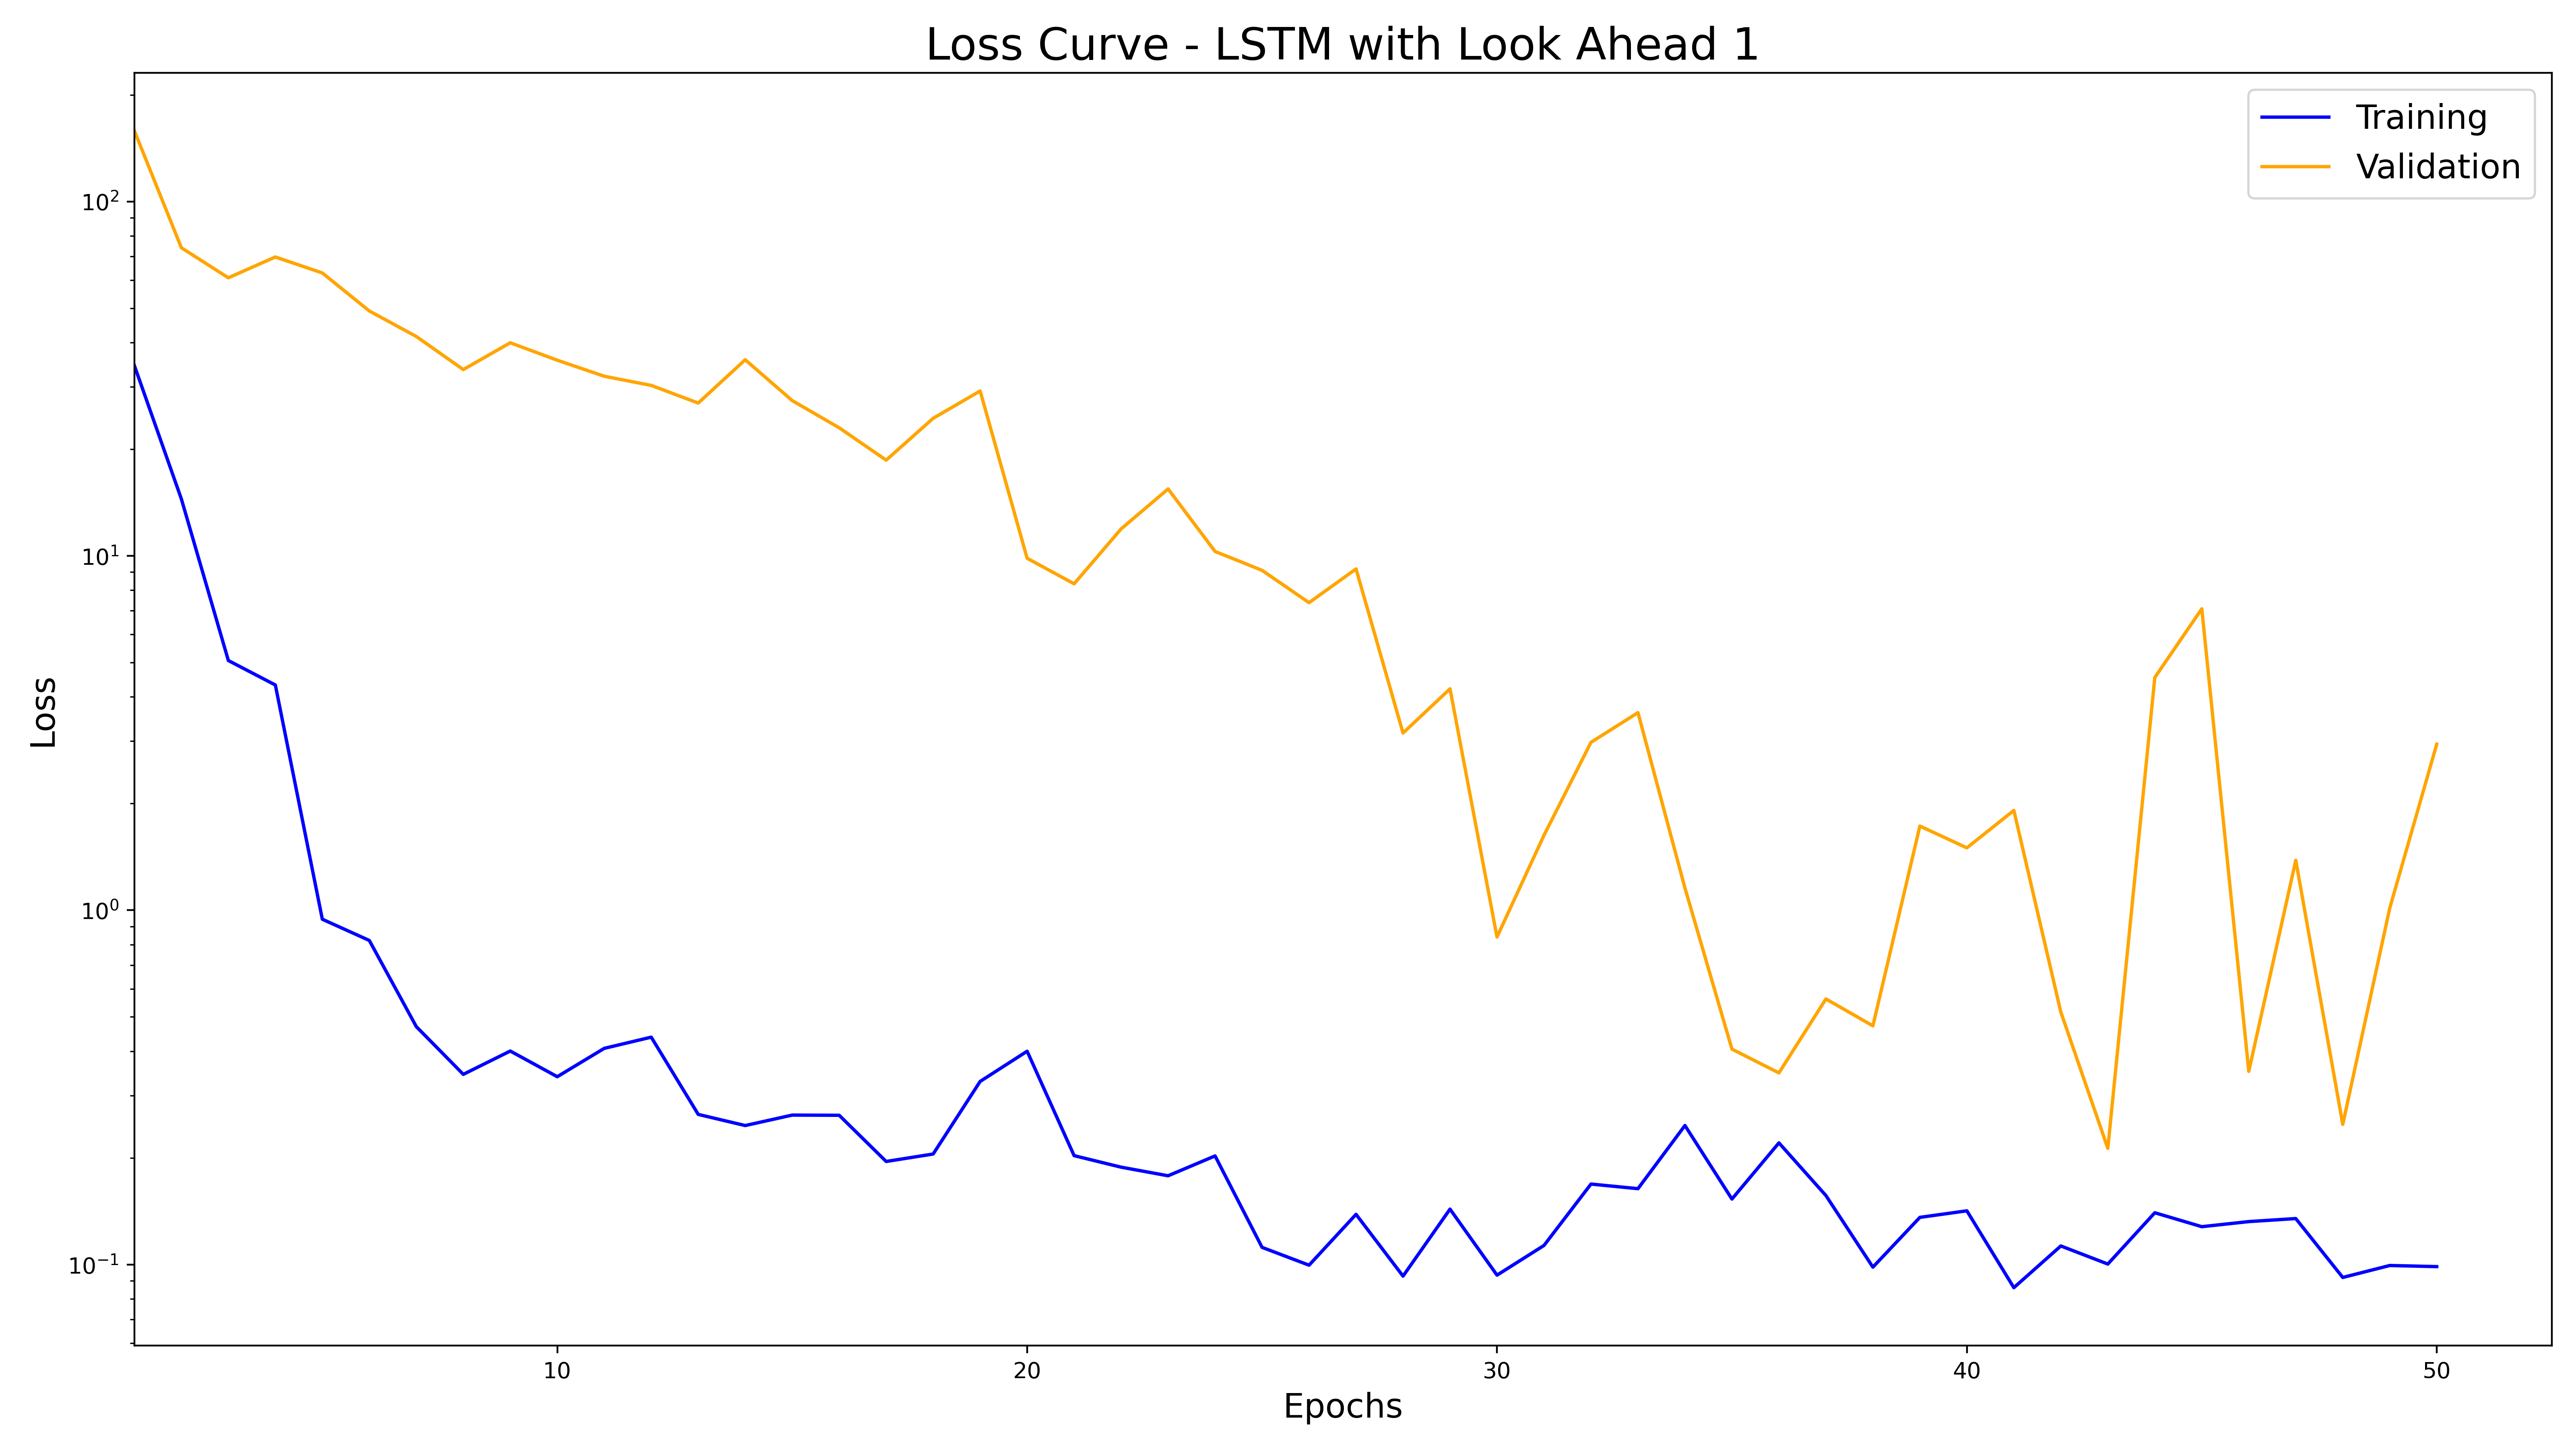 Loss Curve - LSTM with Look Ahead 1
Training
Validation
10²
10¹
10⁰
10⁻¹
Loss
10 20 30 40 50
Epochs